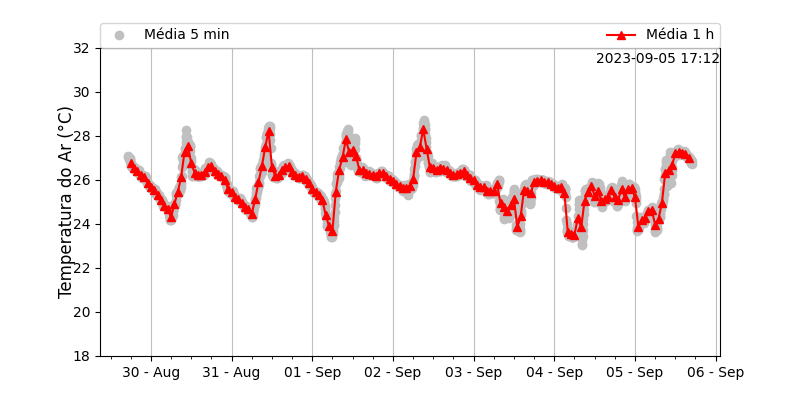 Média 5 min
Média 1 h
2023-09-05 17:12
Temperatura do Ar (°C)
32
30
28
26
24
22
20
18
30 - Aug
31 - Aug
01 - Sep
02 - Sep
03 - Sep
04 - Sep
05 - Sep
06 - Sep